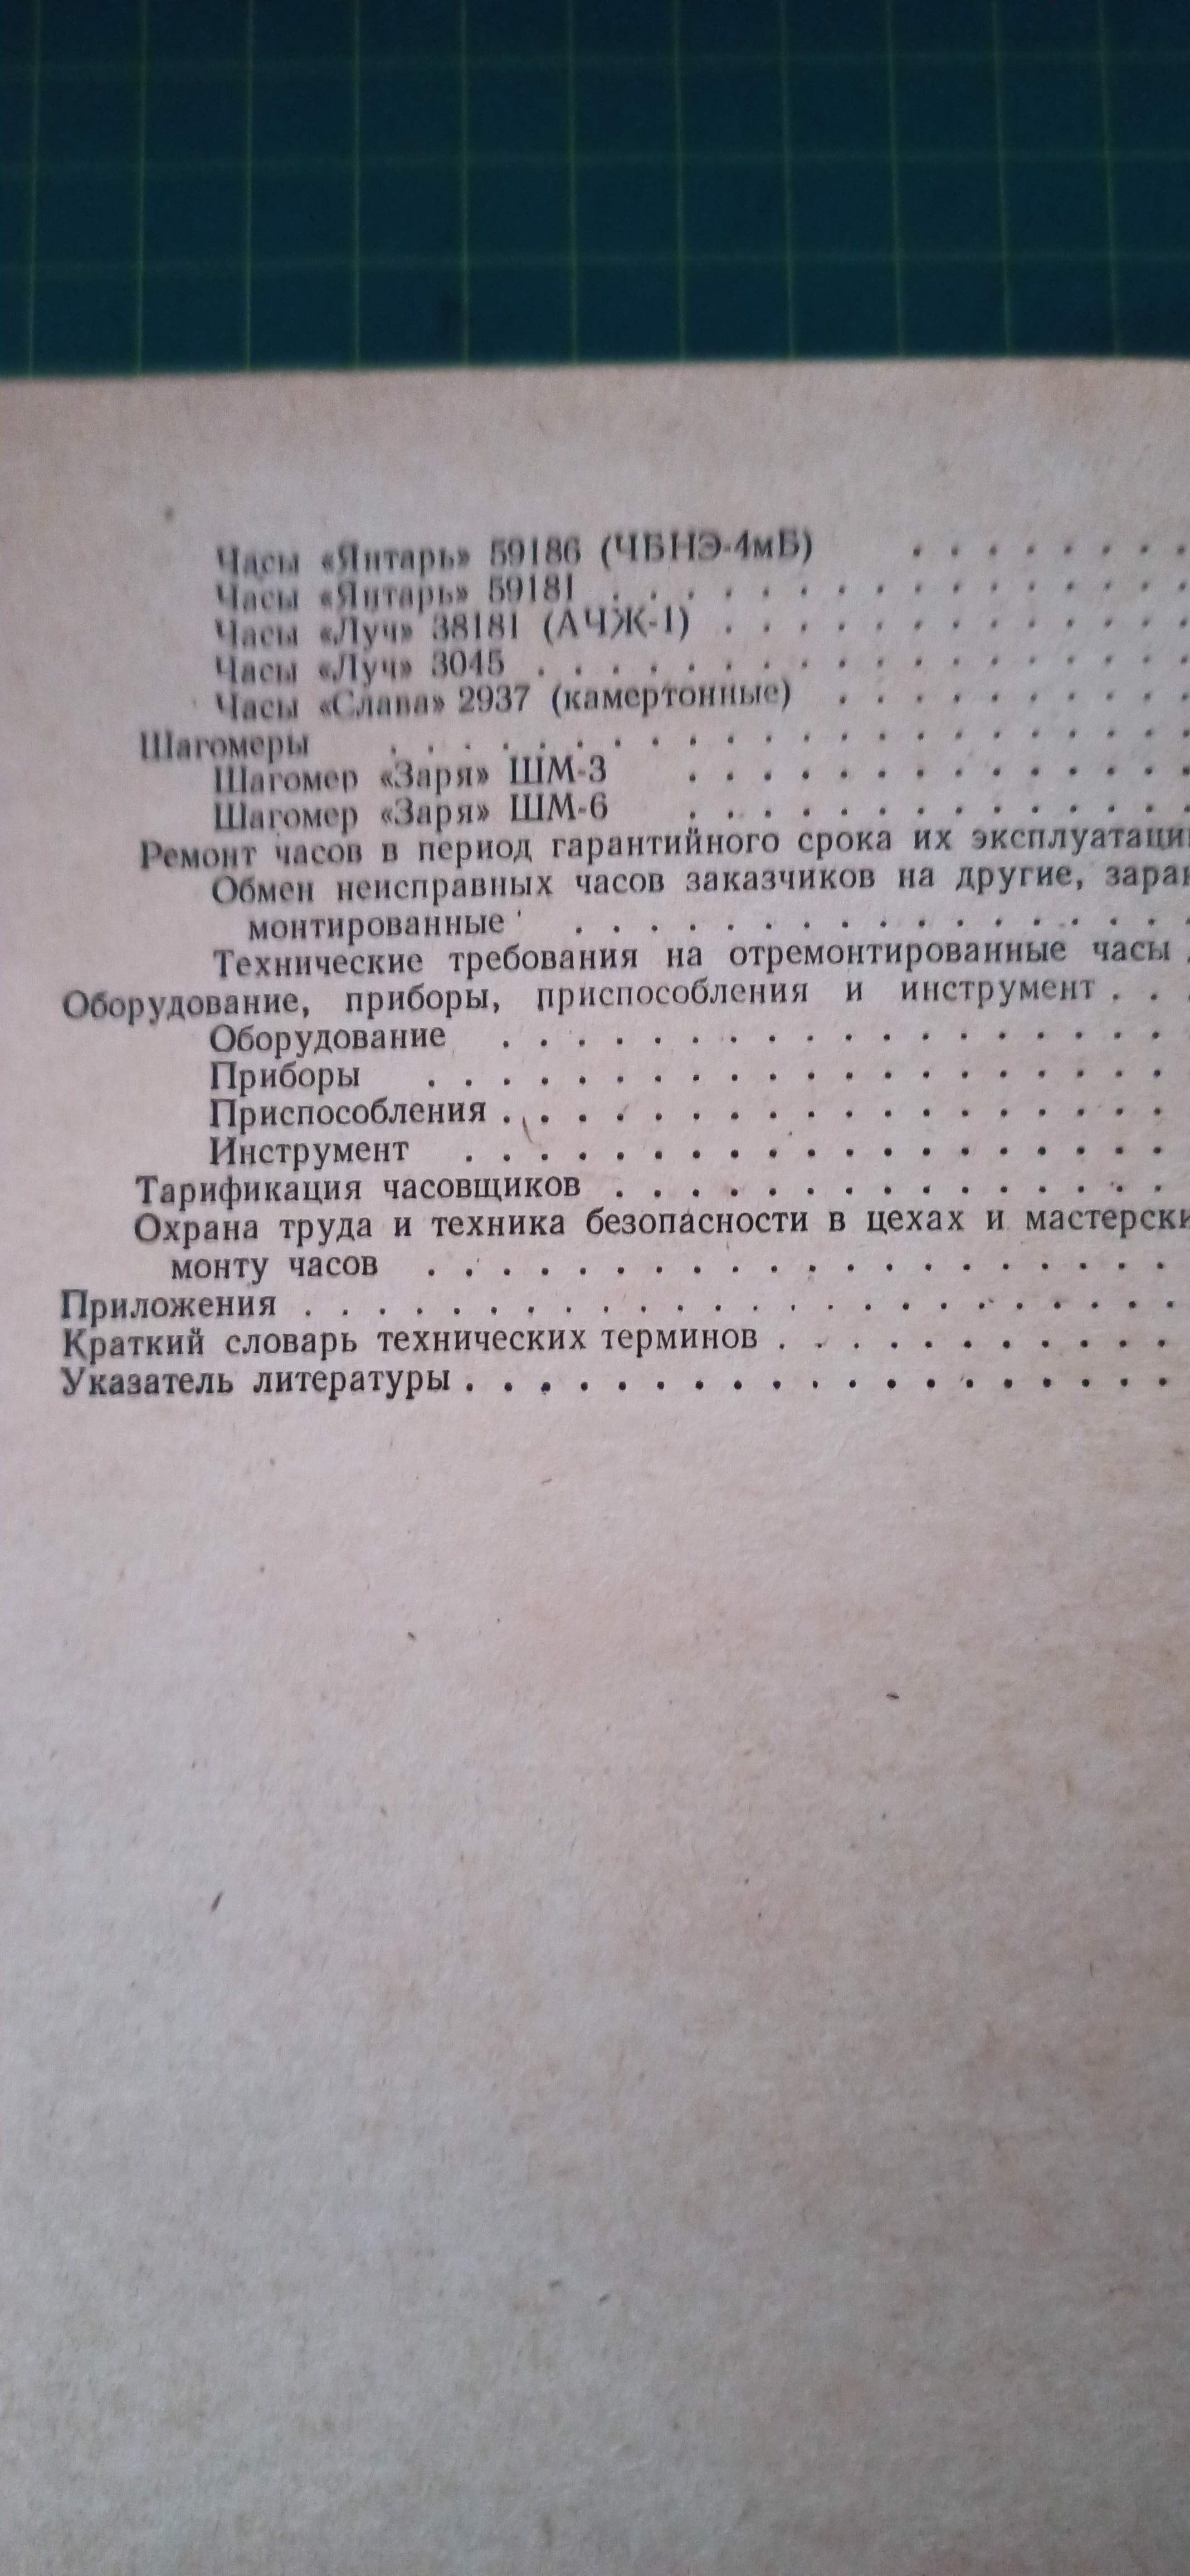 Часы «Янтарь» 59186 (ЧБНЭ-4мБ) . . . . . . . .
Часы «Янтарь» 59181 . . . . . . . . . . . . . . . .
Часы «Луч» 38181 (АЧЖ-1) . . . . . . . . . . . . .
Часы «Луч» 3045 . . . . . . . . . . . . . . . . . .
Часы «Слава» 2937 (камертонные) . . . . . . . . . .
Шагомеры . . . . . . . . . . . . . . . . . . . . . .
Шагомер «Заря» ШМ-3 . . . . . . . . . . . . . .
Шагомер «Заря» ШМ-6 . . . . . . . . . . . . . .
Ремонт часов в период гарантийного срока их эксплуатаци
Обмен неисправных часов заказчиков на другие, заран
монтированные . . . . . . . . . . . . . . . . .
Технические требования на отремонтированные часы .
Оборудование, приборы, приспособления и инструмент . . .
Оборудование . . . . . . . . . . . . . . . . . .
Приборы . . . . . . . . . . . . . . . . . . . .
Приспособления . . . . . . . . . . . . . . . . . .
Инструмент . . . . . . . . . . . . . . . . . . .
Тарификация часовщиков . . . . . . . . . . . . . . .
Охрана труда и техника безопасности в цехах и мастерски
монту часов . . . . . . . . . . . . . . . . . . . .
Приложения . . . . . . . . . . . . . . . . . . . . . . . .
Краткий словарь технических терминов . . . . . . . . . . .
Указатель литературы . . . . . . . . . . . . . . . . . . .